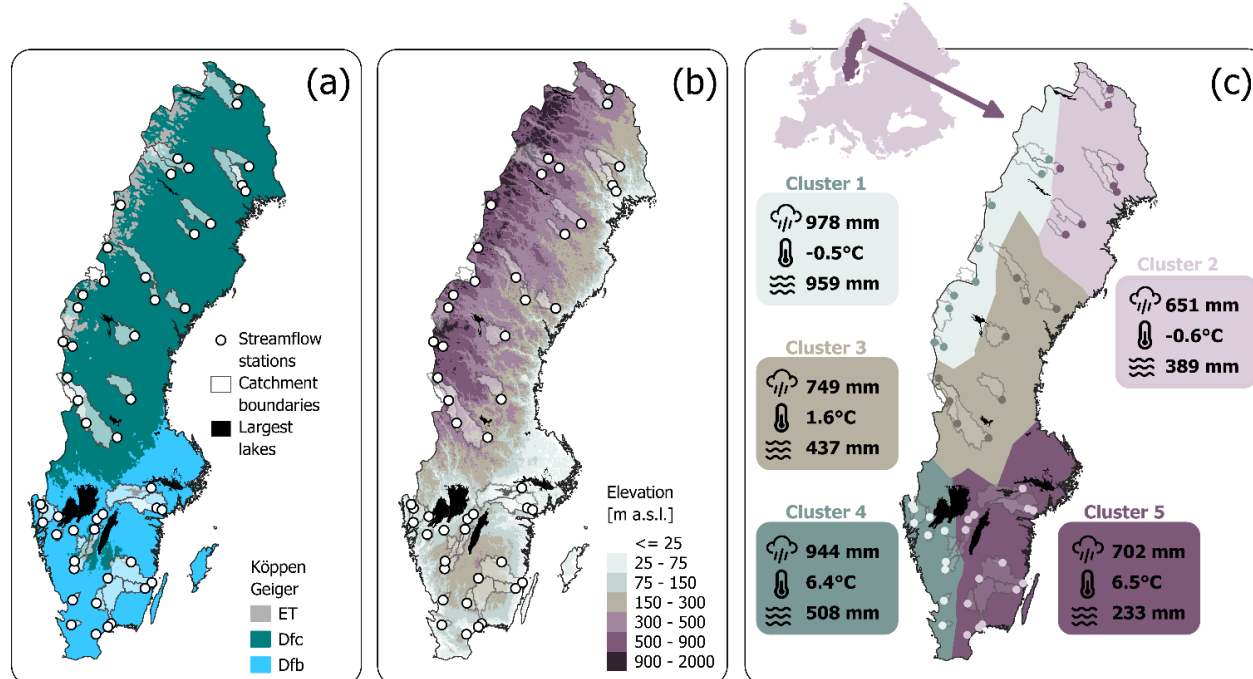 (a)
Streamflow
stations
Catchment
boundaries
Largest
lakes
Köppen
Geiger
ET
Dfc
Dfb
(b)
Elevation
[m a.s.l.]
<= 25
25 - 75
75 - 150
150 - 300
300 - 500
500 - 900
900 - 2000
(c)
Cluster 1
978 mm
-0.5°C
959 mm
Cluster 2
651 mm
-0.6°C
389 mm
Cluster 3
749 mm
1.6°C
437 mm
Cluster 4
944 mm
6.4°C
508 mm
Cluster 5
702 mm
6.5°C
233 mm